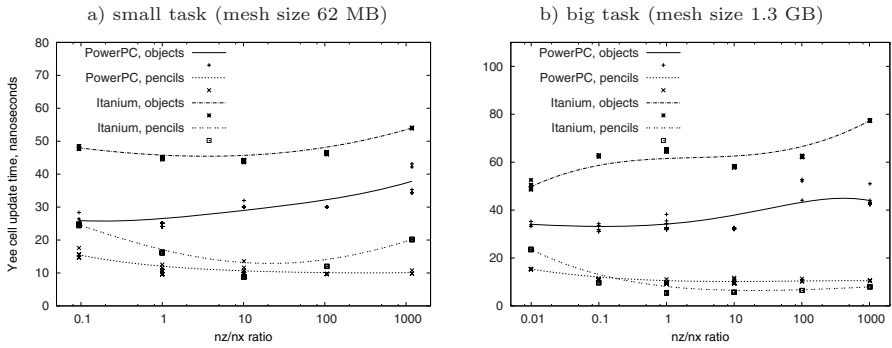 a) small task (mesh size 62 MB)
80
70
60
50
40
30
20
10
0
Yee cell update time, nanoseconds
PowerPC, objects
PowerPC, pencils
Itanium, objects
Itanium, pencils
0.1 1 10 100 1000
nz/nx ratio
b) big task (mesh size 1.3 GB)
100
80
60
40
20
0
PowerPC, objects
PowerPC, pencils
Itanium, objects
Itanium, pencils
0.01 0.1 1 10 100 1000
nz/nx ratio